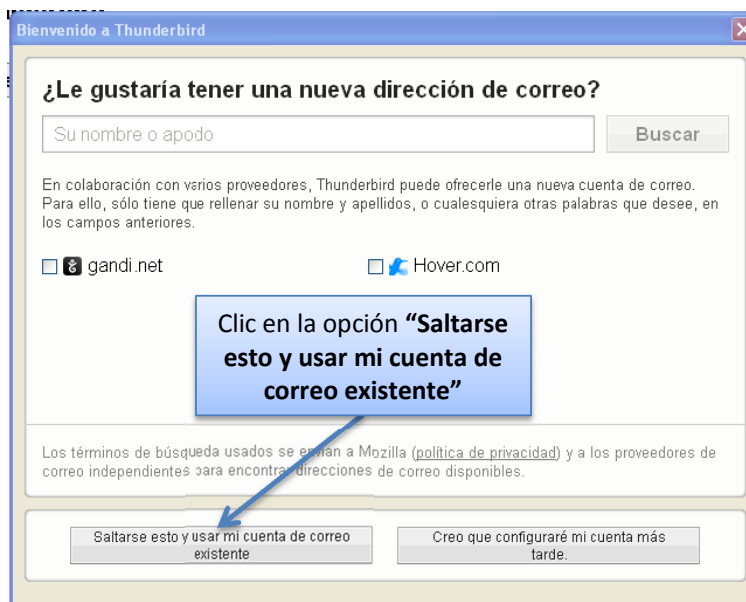 Bienvenido a Thunderbird
¿Le gustaría tener una nueva dirección de correo?
Su nombre o apodo
Buscar
En colaboración con varios proveedores, Thunderbird puede ofrecerle una nueva cuenta de correo.
Para ello, sólo tiene que rellenar su nombre y apellidos, o cualesquiera otras palabras que desee, en
los campos anteriores.
gandi.net
Hover.com
Clic en la opción “Saltarse
esto y usar mi cuenta de
correo existente”
Los términos de búsqueda usados se envían a Mozilla (política de privacidad) y a los proveedores de
correo independientes para encontrar direcciones de correo disponibles.
Saltarse esto y usar mi cuenta de correo
existente
Creo que configuraré mi cuenta más
tarde.